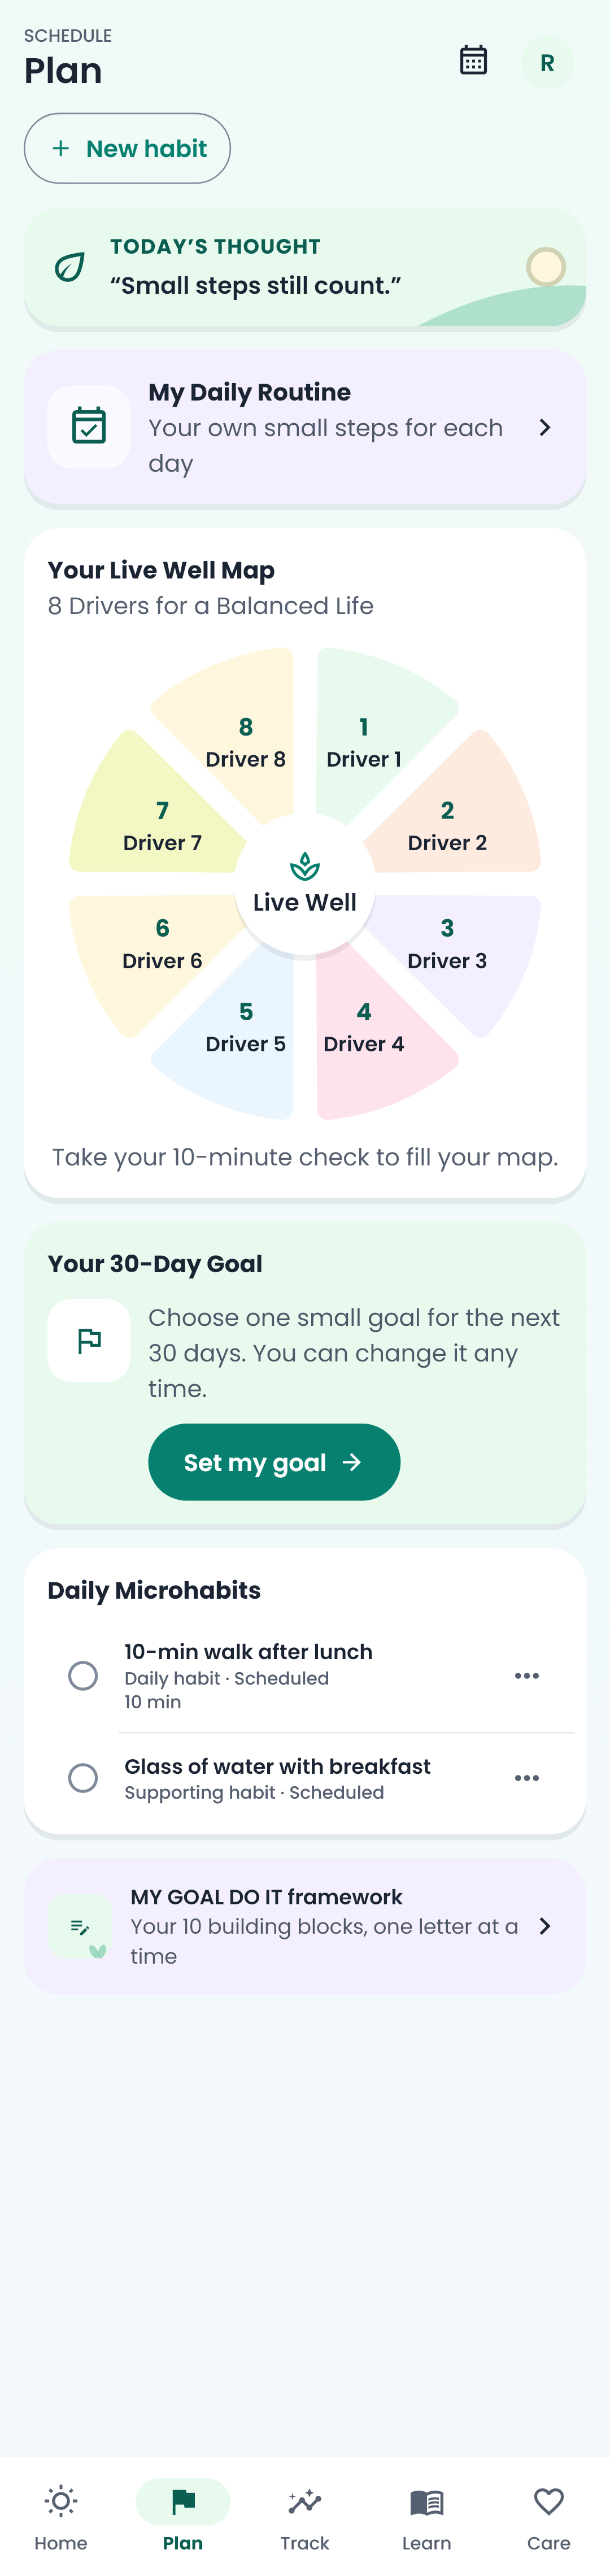 SCHEDULE
Plan
R
+ New habit
TODAY’S THOUGHT
“Small steps still count.”
My Daily Routine
Your own small steps for each
day
Your Live Well Map
8 Drivers for a Balanced Life
8
Driver 8
1
Driver 1
7
Driver 7
2
Driver 2
Live Well
6
Driver 6
3
Driver 3
5
Driver 5
4
Driver 4
Take your 10-minute check to fill your map.
Your 30-Day Goal
Choose one small goal for the next
30 days. You can change it any
time.
Set my goal →
Daily Microhabits
10-min walk after lunch
Daily habit · Scheduled
10 min
Glass of water with breakfast
Supporting habit · Scheduled
MY GOAL DO IT framework
Your 10 building blocks, one letter at a
time
Home
Plan
Track
Learn
Care